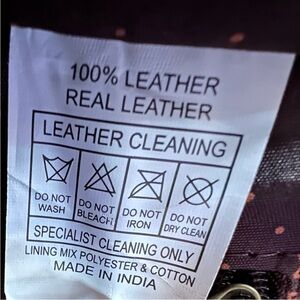 100% LEATHER
REAL LEATHER
LEATHER CLEANING
DO NOT WASH
DO NOT BLEACH
DO NOT IRON
DO NOT DRY CLEAN
SPECIALIST CLEANING ONLY
LINING MIX POLYESTER & COTTON
MADE IN INDIA